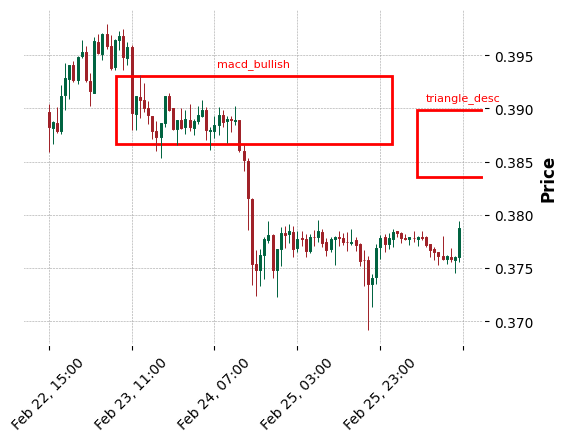 macd_bullish
triangle_desc
0.395
0.390
0.385
0.380
0.375
0.370
Price
Feb 22, 15:00
Feb 23, 11:00
Feb 24, 07:00
Feb 25, 03:00
Feb 25, 23:00